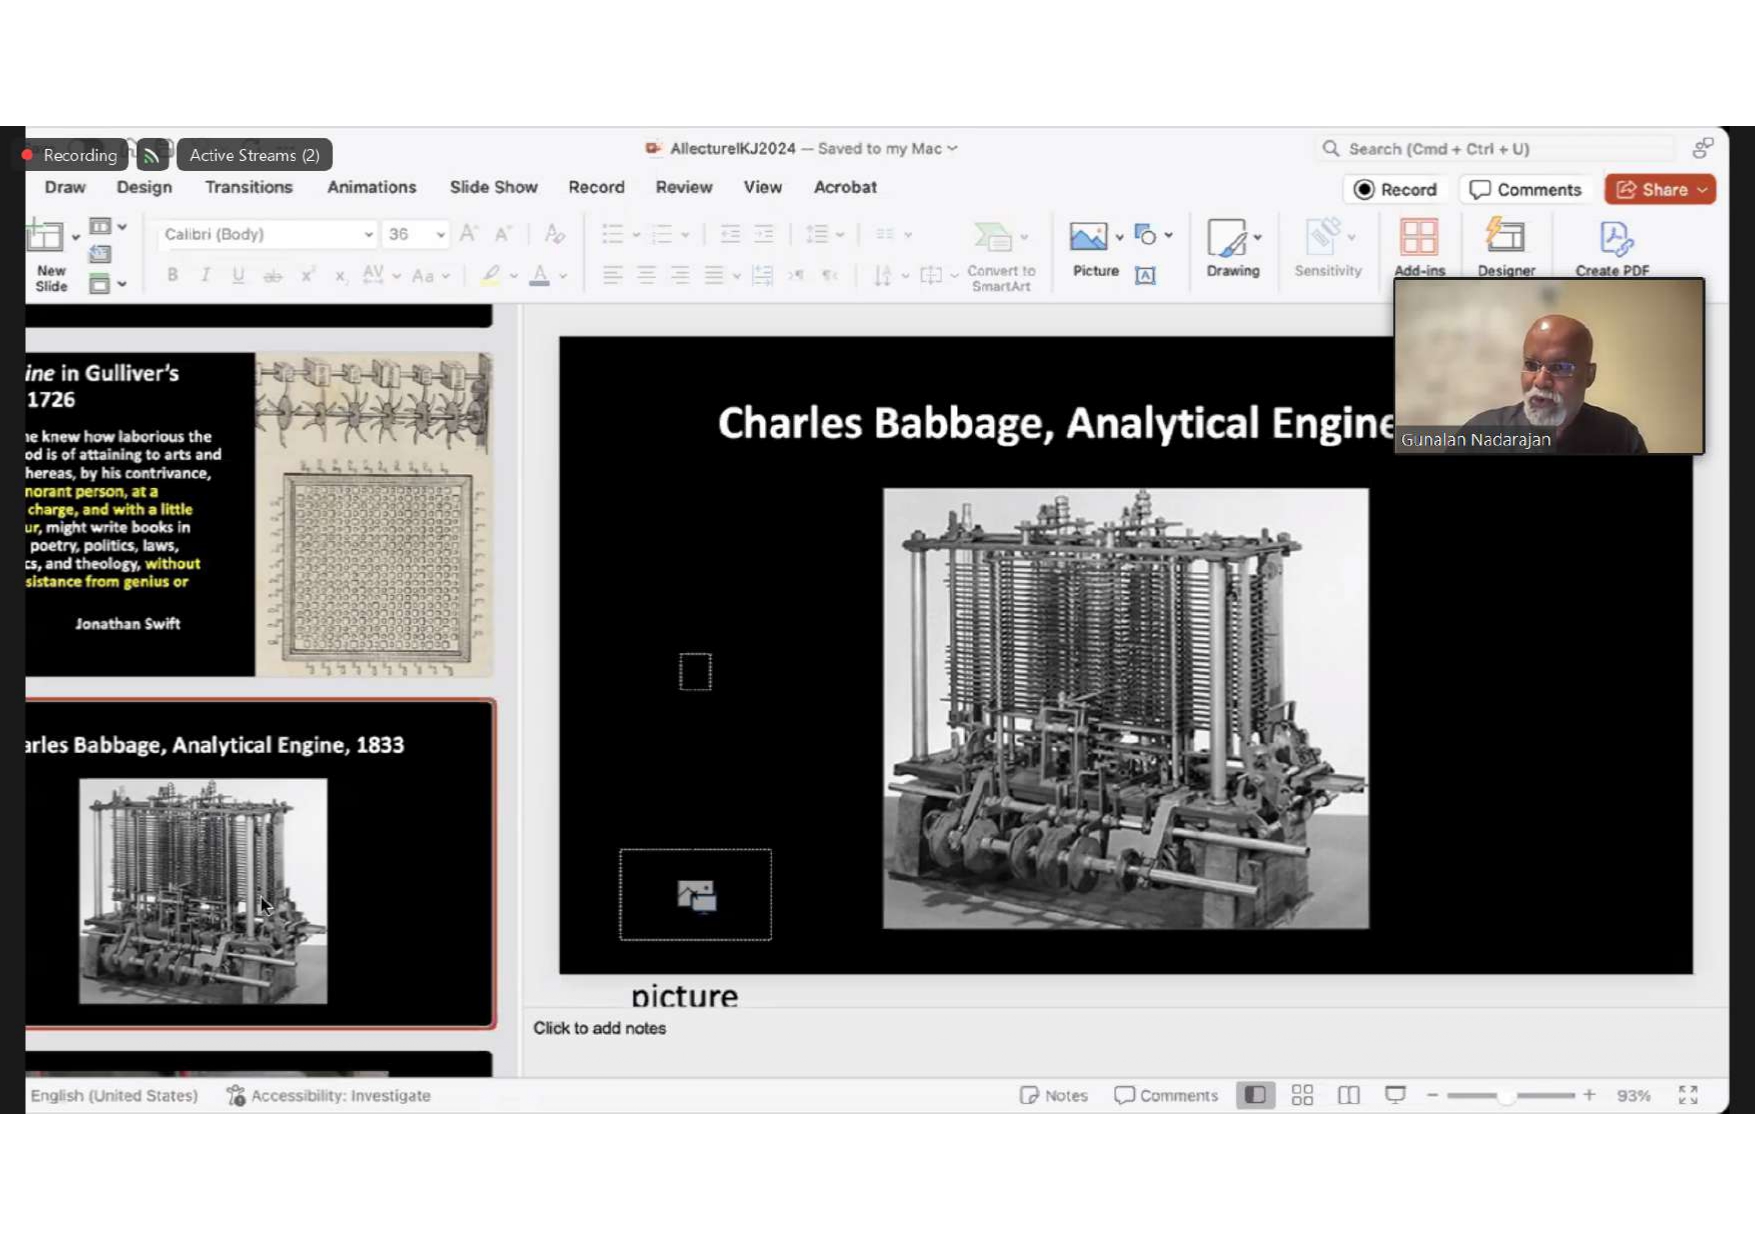 Recording
Active Streams (2)
AIlectureIKJ2024 — Saved to my Mac
Search (Cmd + Ctrl + U)
Draw Design Transitions Animations Slide Show Record Review View Acrobat
Record Comments Share
New
Slide
Calibri (Body) 36
B I U ab x x AV Aa A
Convert to
SmartArt
Picture
Drawing
Sensitivity
Add-ins
Designer
Create PDF
ine in Gulliver's
1726
ne knew how laborious the
od is of attaining to arts and
hereas, by his contrivance,
norant person, at a
charge, and with a little
ur, might write books in
poetry, politics, laws,
cs, and theology, without
sistance from genius or
Jonathan Swift
arles Babbage, Analytical Engine, 1833
Charles Babbage, Analytical Engine
Gunalan Nadarajan
picture
Click to add notes
English (United States) Accessibility: Investigate
Notes Comments 93%